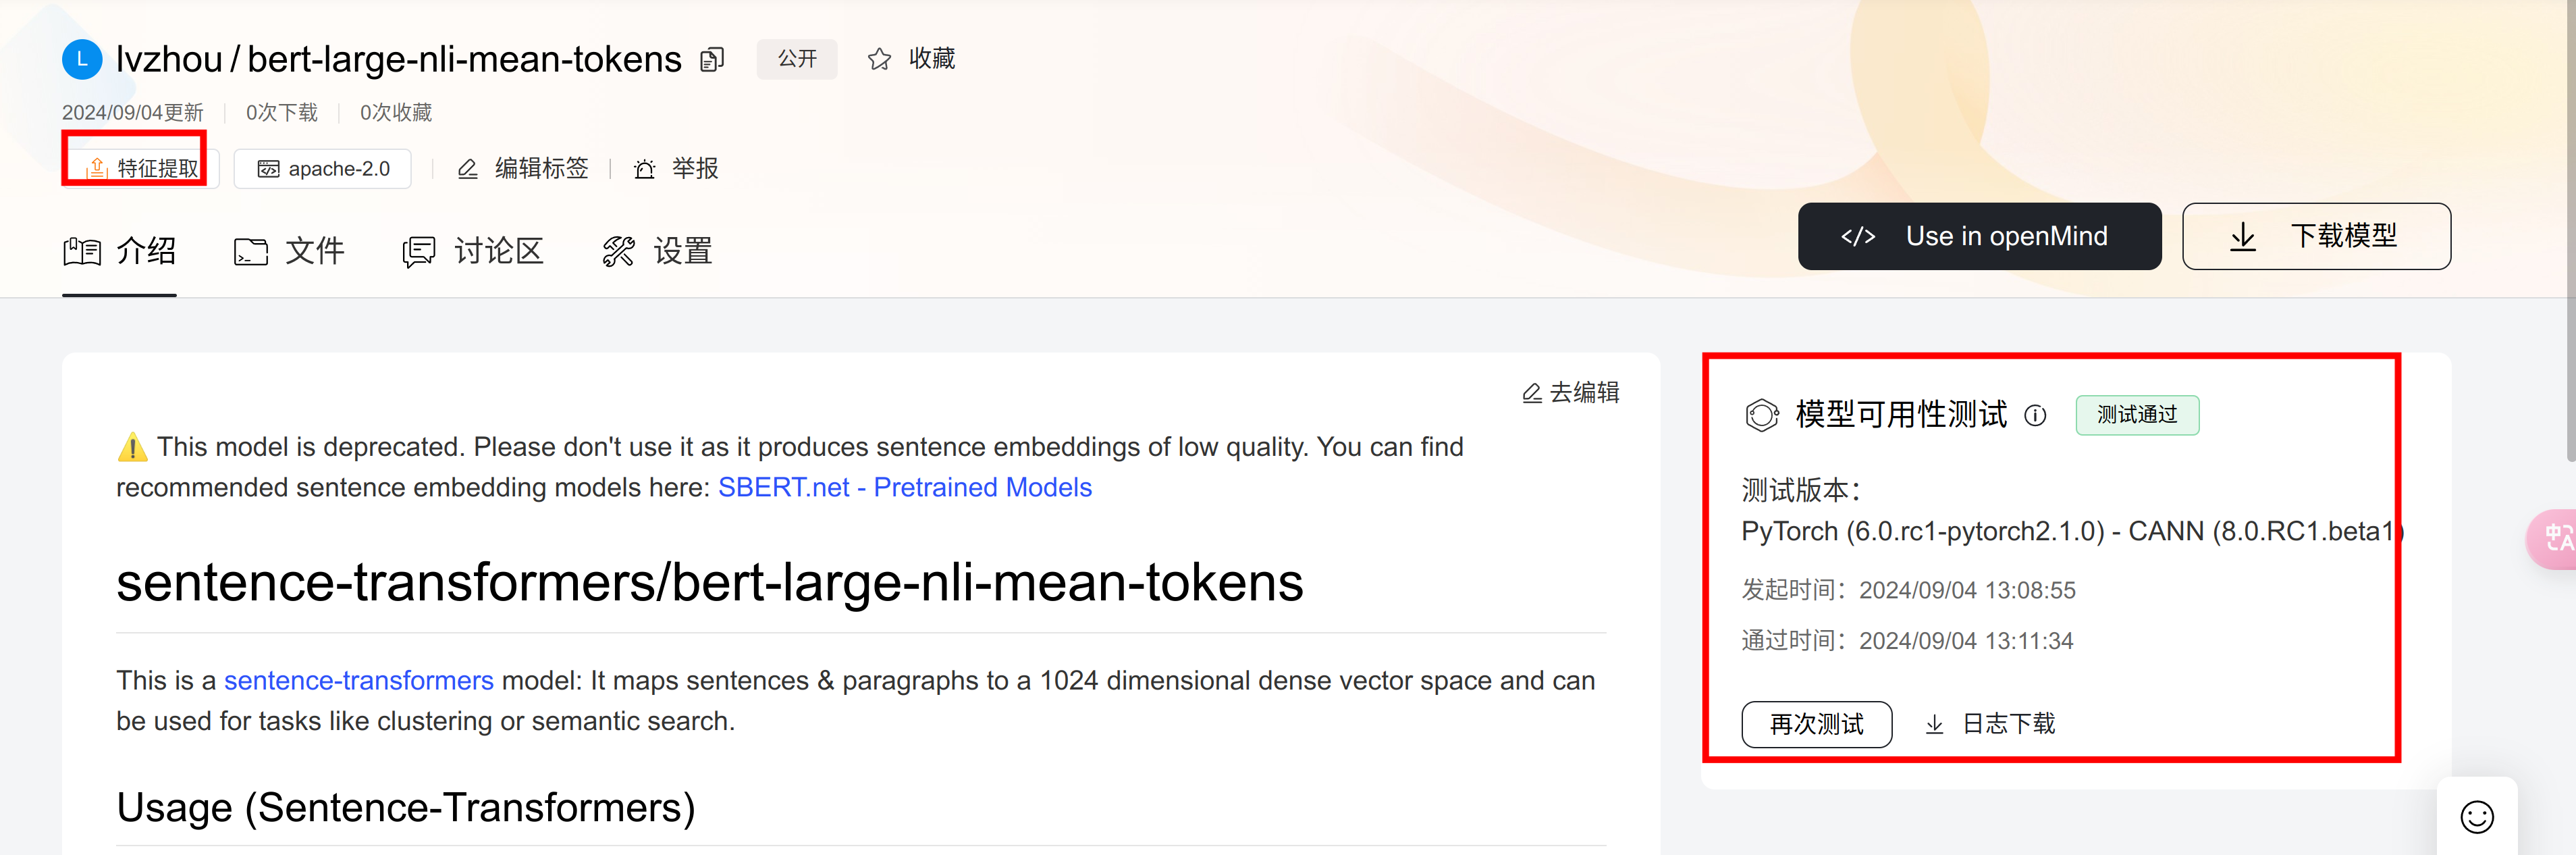 L lvzhou / bert-large-nli-mean-tokens 公开 收藏
2024/09/04更新 0次下载 0次收藏
特征提取 apache-2.0 编辑标签 举报
介绍 文件 讨论区 设置
Use in openMind 下载模型
去编辑
⚠️ This model is deprecated. Please don't use it as it produces sentence embeddings of low quality. You can find
recommended sentence embedding models here: SBERT.net - Pretrained Models
sentence-transformers/bert-large-nli-mean-tokens
This is a sentence-transformers model: It maps sentences & paragraphs to a 1024 dimensional dense vector space and can
be used for tasks like clustering or semantic search.
Usage (Sentence-Transformers)
模型可用性测试 测试通过
测试版本：
PyTorch (6.0.rc1-pytorch2.1.0) - CANN (8.0.RC1.beta1)
发起时间：2024/09/04 13:08:55
通过时间：2024/09/04 13:11:34
再次测试 日志下载
中A